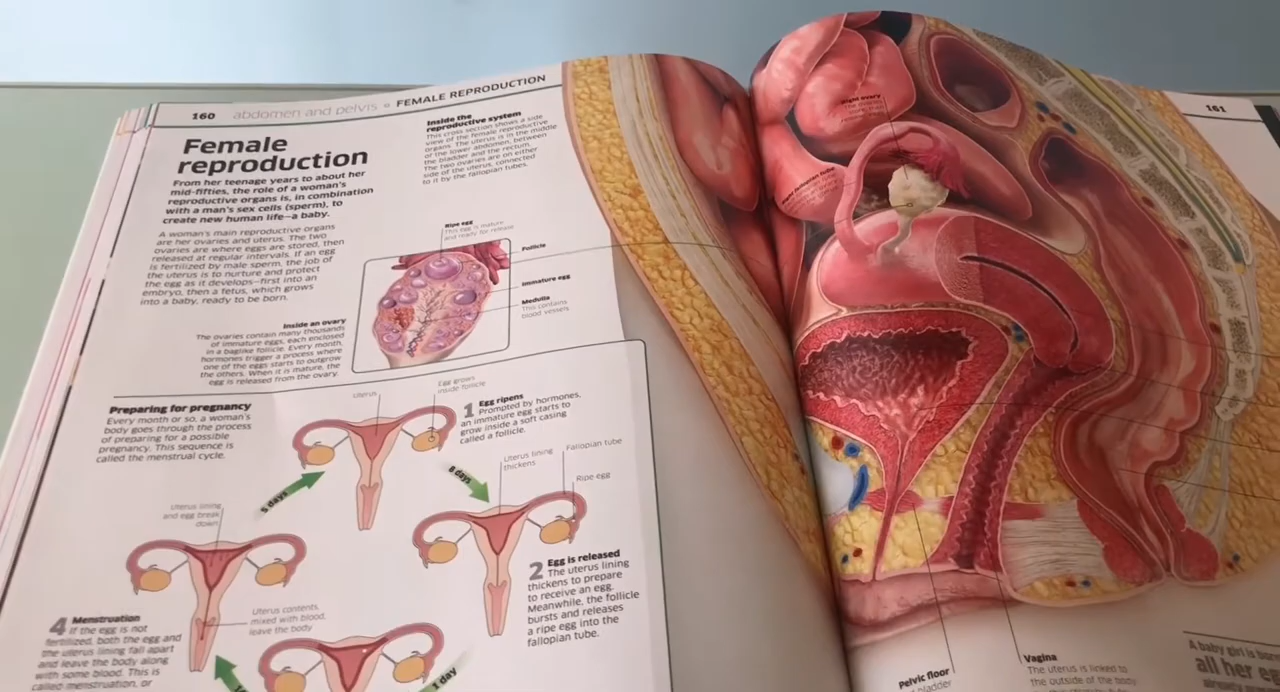 160 abdomen and pelvis • FEMALE REPRODUCTION
Female
reproduction
From her teenage years to about her
mid-fifties, the role of a woman's
reproductive organs is, in combination
with a man's sex cells (sperm), to
create new human life—a baby.
A woman's main reproductive organs
are her ovaries and uterus. The two
ovaries are where eggs are stored, then
released at regular intervals. If an egg
is fertilized by male sperm, the job of
the uterus is to nurture and protect
the egg as it develops—first into an
embryo, then a fetus, which grows
into a baby, ready to be born.
Inside the
reproductive system
This cross section shows a side
view of the female reproductive
organs. The uterus is in the middle
of the lower abdomen, between
the bladder and the rectum.
The two ovaries are on either
side of the uterus, connected
to it by the fallopian tubes.
Ripe egg
This egg is mature
and ready for release
Follicle
Immature egg
Medulla
This contains
blood vessels
Inside an ovary
The ovaries contain many thousands
of immature eggs, each enclosed
in a baglike follicle. Every month,
hormones trigger a process where
one of the eggs starts to outgrow
the others. When it is mature, the
egg is released from the ovary.
Preparing for pregnancy
Every month or so, a woman's
body goes through the process
of preparing for a possible
pregnancy. This sequence is
called the menstrual cycle.
Uterus
Egg grows
inside follicle
1 Egg ripens
Prompted by hormones,
an immature egg starts to
grow inside a soft casing
called a follicle.
5 days
8 days
Uterus lining
thickens
Fallopian tube
Ripe egg
2 Egg is released
The uterus lining
thickens to prepare
to receive an egg.
Meanwhile, the follicle
bursts and releases
a ripe egg into the
fallopian tube.
Uterus lining
and egg break
down
Uterus contents,
mixed with blood,
leave the body
4 Menstruation
If the egg is not
fertilized, both the egg and
the uterus lining fall apart
and leave the body along
with some blood. This is
called menstruation, or
1 day
161
Right ovary
fallopian tube
Pelvic floor
bladder
Vagina
The uterus is linked to
the outside of the body
A baby girl is born
all her eg